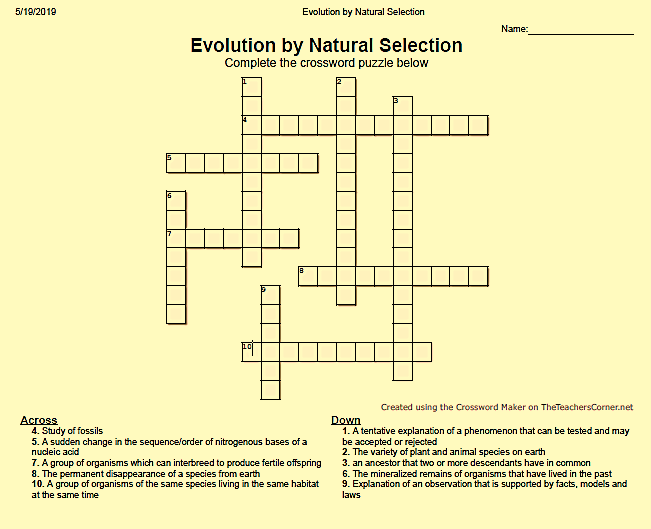 5/19/2019 Evolution by Natural Selection
Name:
Evolution by Natural Selection
Complete the crossword puzzle below
1 2
3
4
5
6
7
8
9
10
Created using the Crossword Maker on TheTeachersCorner.net
Across
4. Study of fossils
5. A sudden change in the sequence/order of nitrogenous bases of a
nucleic acid
7. A group of organisms which can interbreed to produce fertile offspring
8. The permanent disappearance of a species from earth
10. A group of organisms of the same species living in the same habitat
at the same time
Down
1. A tentative explanation of a phenomenon that can be tested and may
be accepted or rejected
2. The variety of plant and animal species on earth
3. an ancestor that two or more descendants have in common
6. The mineralized remains of organisms that have lived in the past
9. Explanation of an observation that is supported by facts, models and
laws